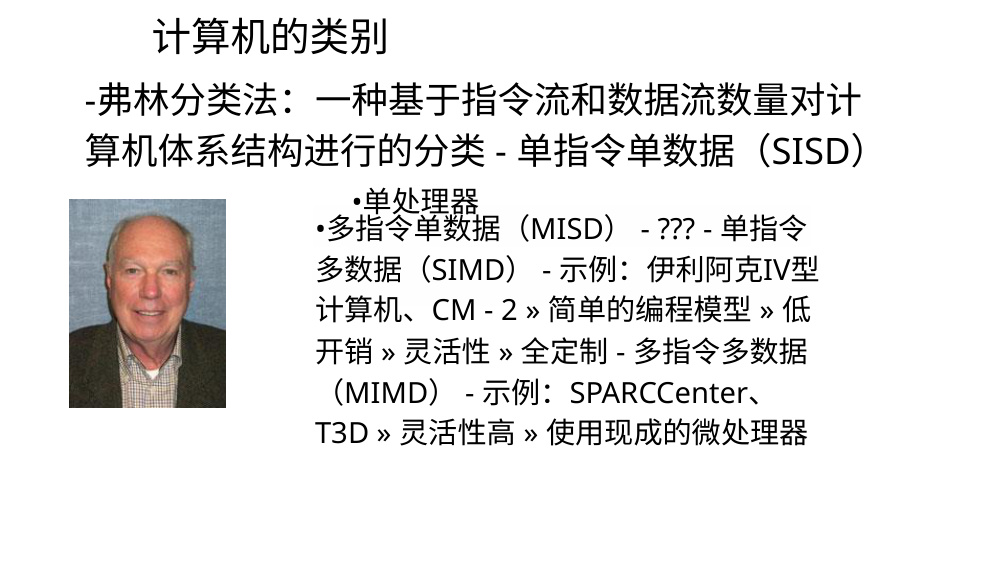 计算机的类别
-弗林分类法：一种基于指令流和数据流数量对计
算机体系结构进行的分类 - 单指令单数据（SISD）
•单处理器
•多指令单数据（MISD） - ??? - 单指令
多数据（SIMD） - 示例：伊利阿克IV型
计算机、CM - 2 » 简单的编程模型 » 低
开销 » 灵活性 » 全定制 - 多指令多数据
（MIMD） - 示例：SPARCCenter、
T3D » 灵活性高 » 使用现成的微处理器